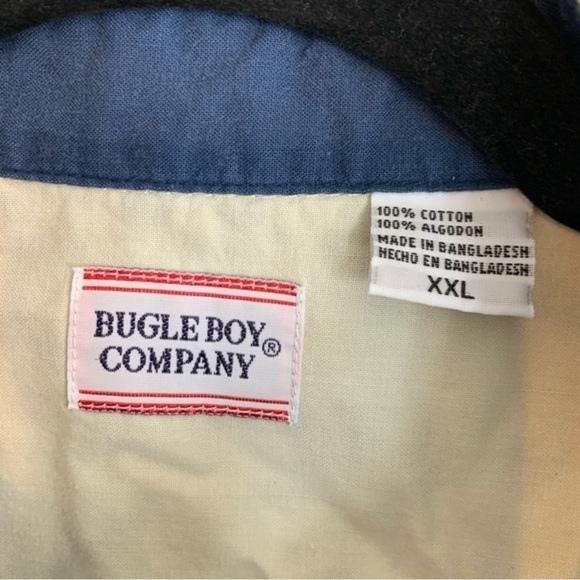 100% COTTON
100% ALGODON
MADE IN BANGLADESH
HECHO EN BANGLADESH
XXL
BUGLE BOY
COMPANY®